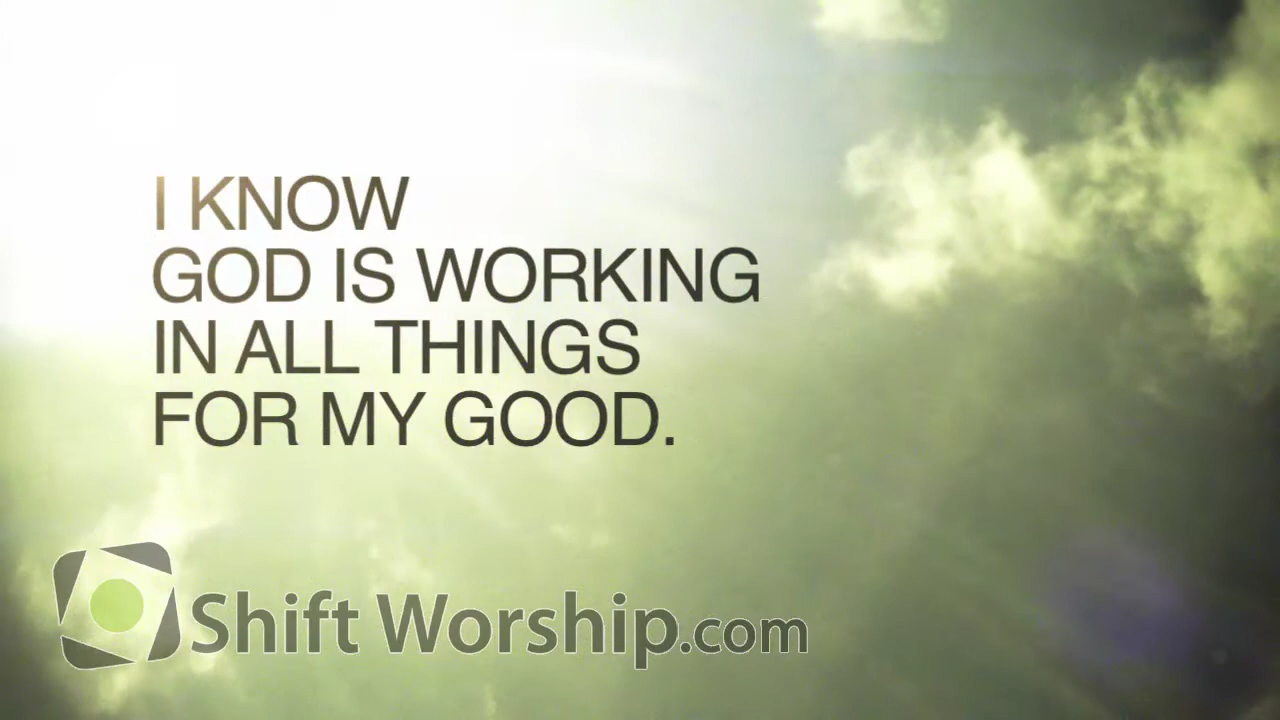 I KNOW
GOD IS WORKING
IN ALL THINGS
FOR MY GOOD.
Shift Worship.com